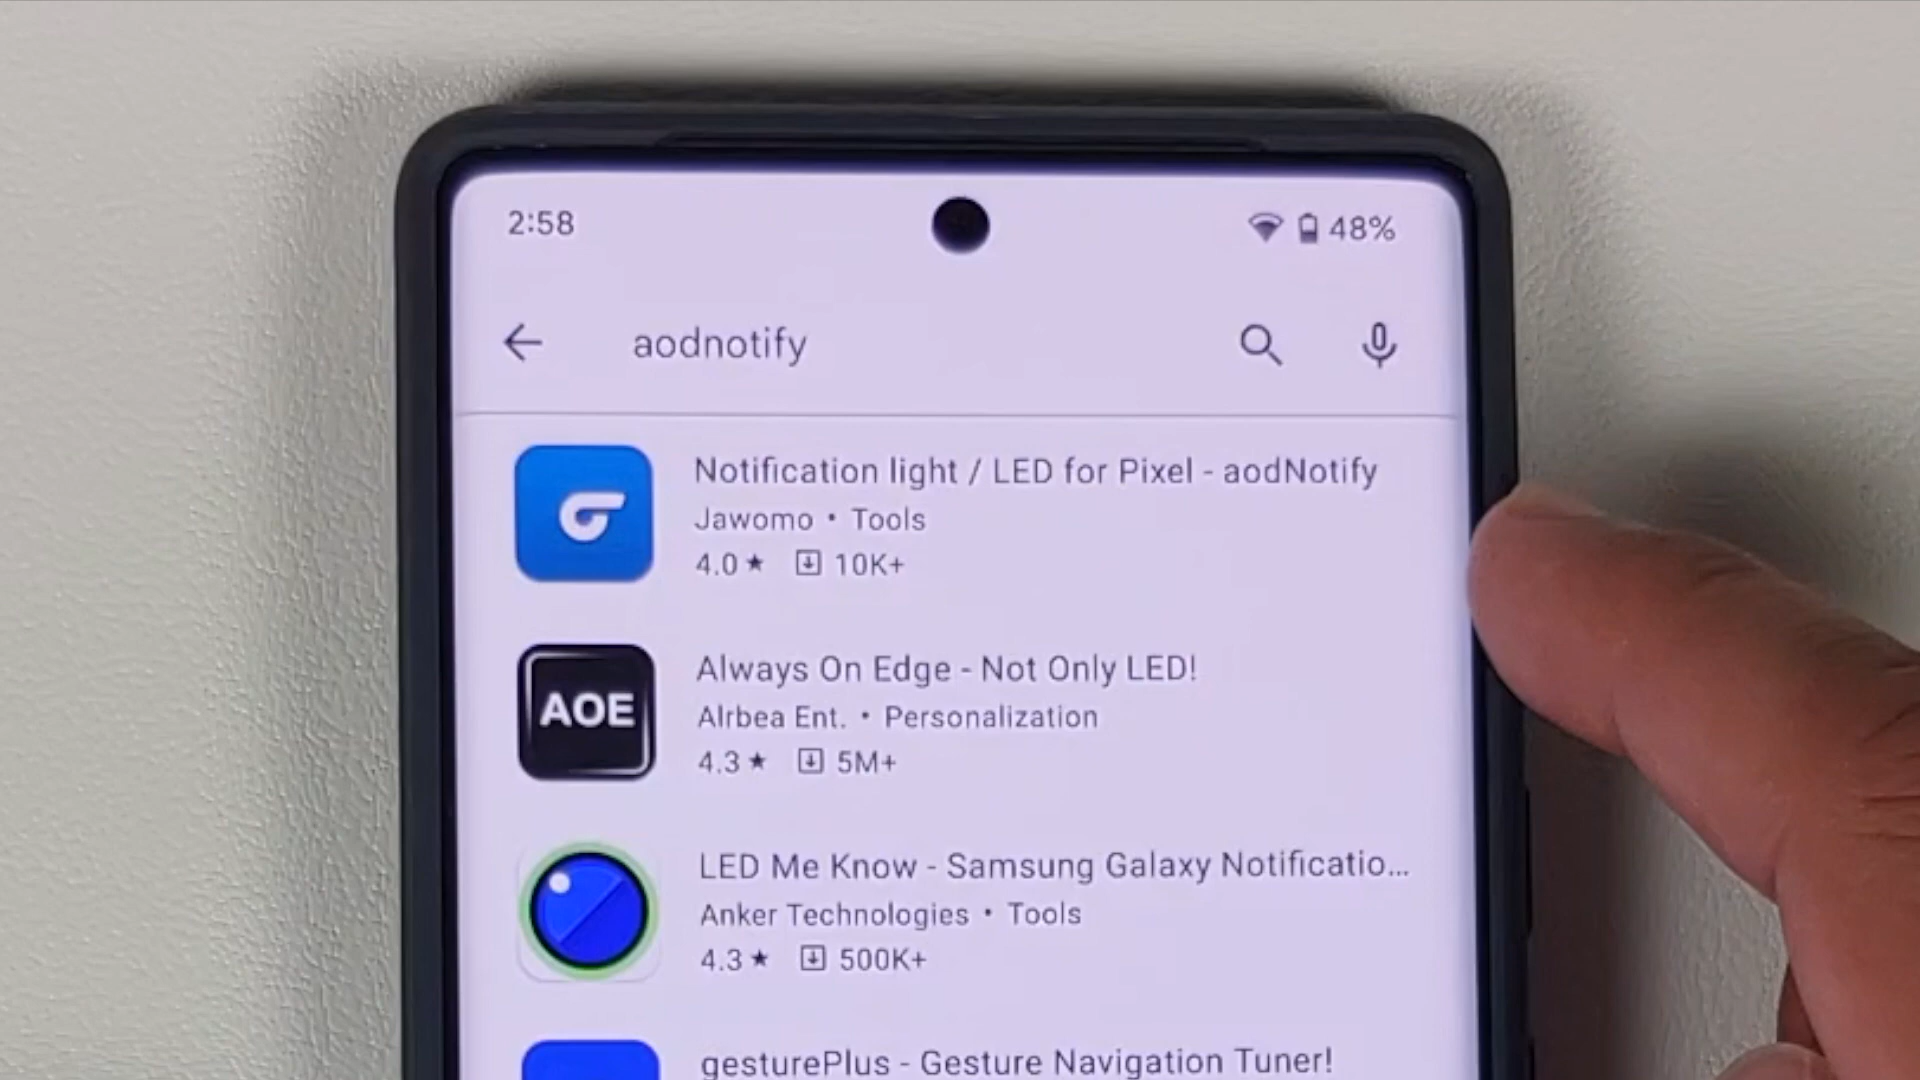 2:58
48%
aodnotify
Notification light / LED for Pixel - aodNotify
Jawomo • Tools
4.0 ★ 10K+
AOE
Always On Edge - Not Only LED!
Alrbea Ent. • Personalization
4.3 ★ 5M+
LED Me Know - Samsung Galaxy Notificatio...
Anker Technologies • Tools
4.3 ★ 500K+
gesturePlus - Gesture Navigation Tuner!